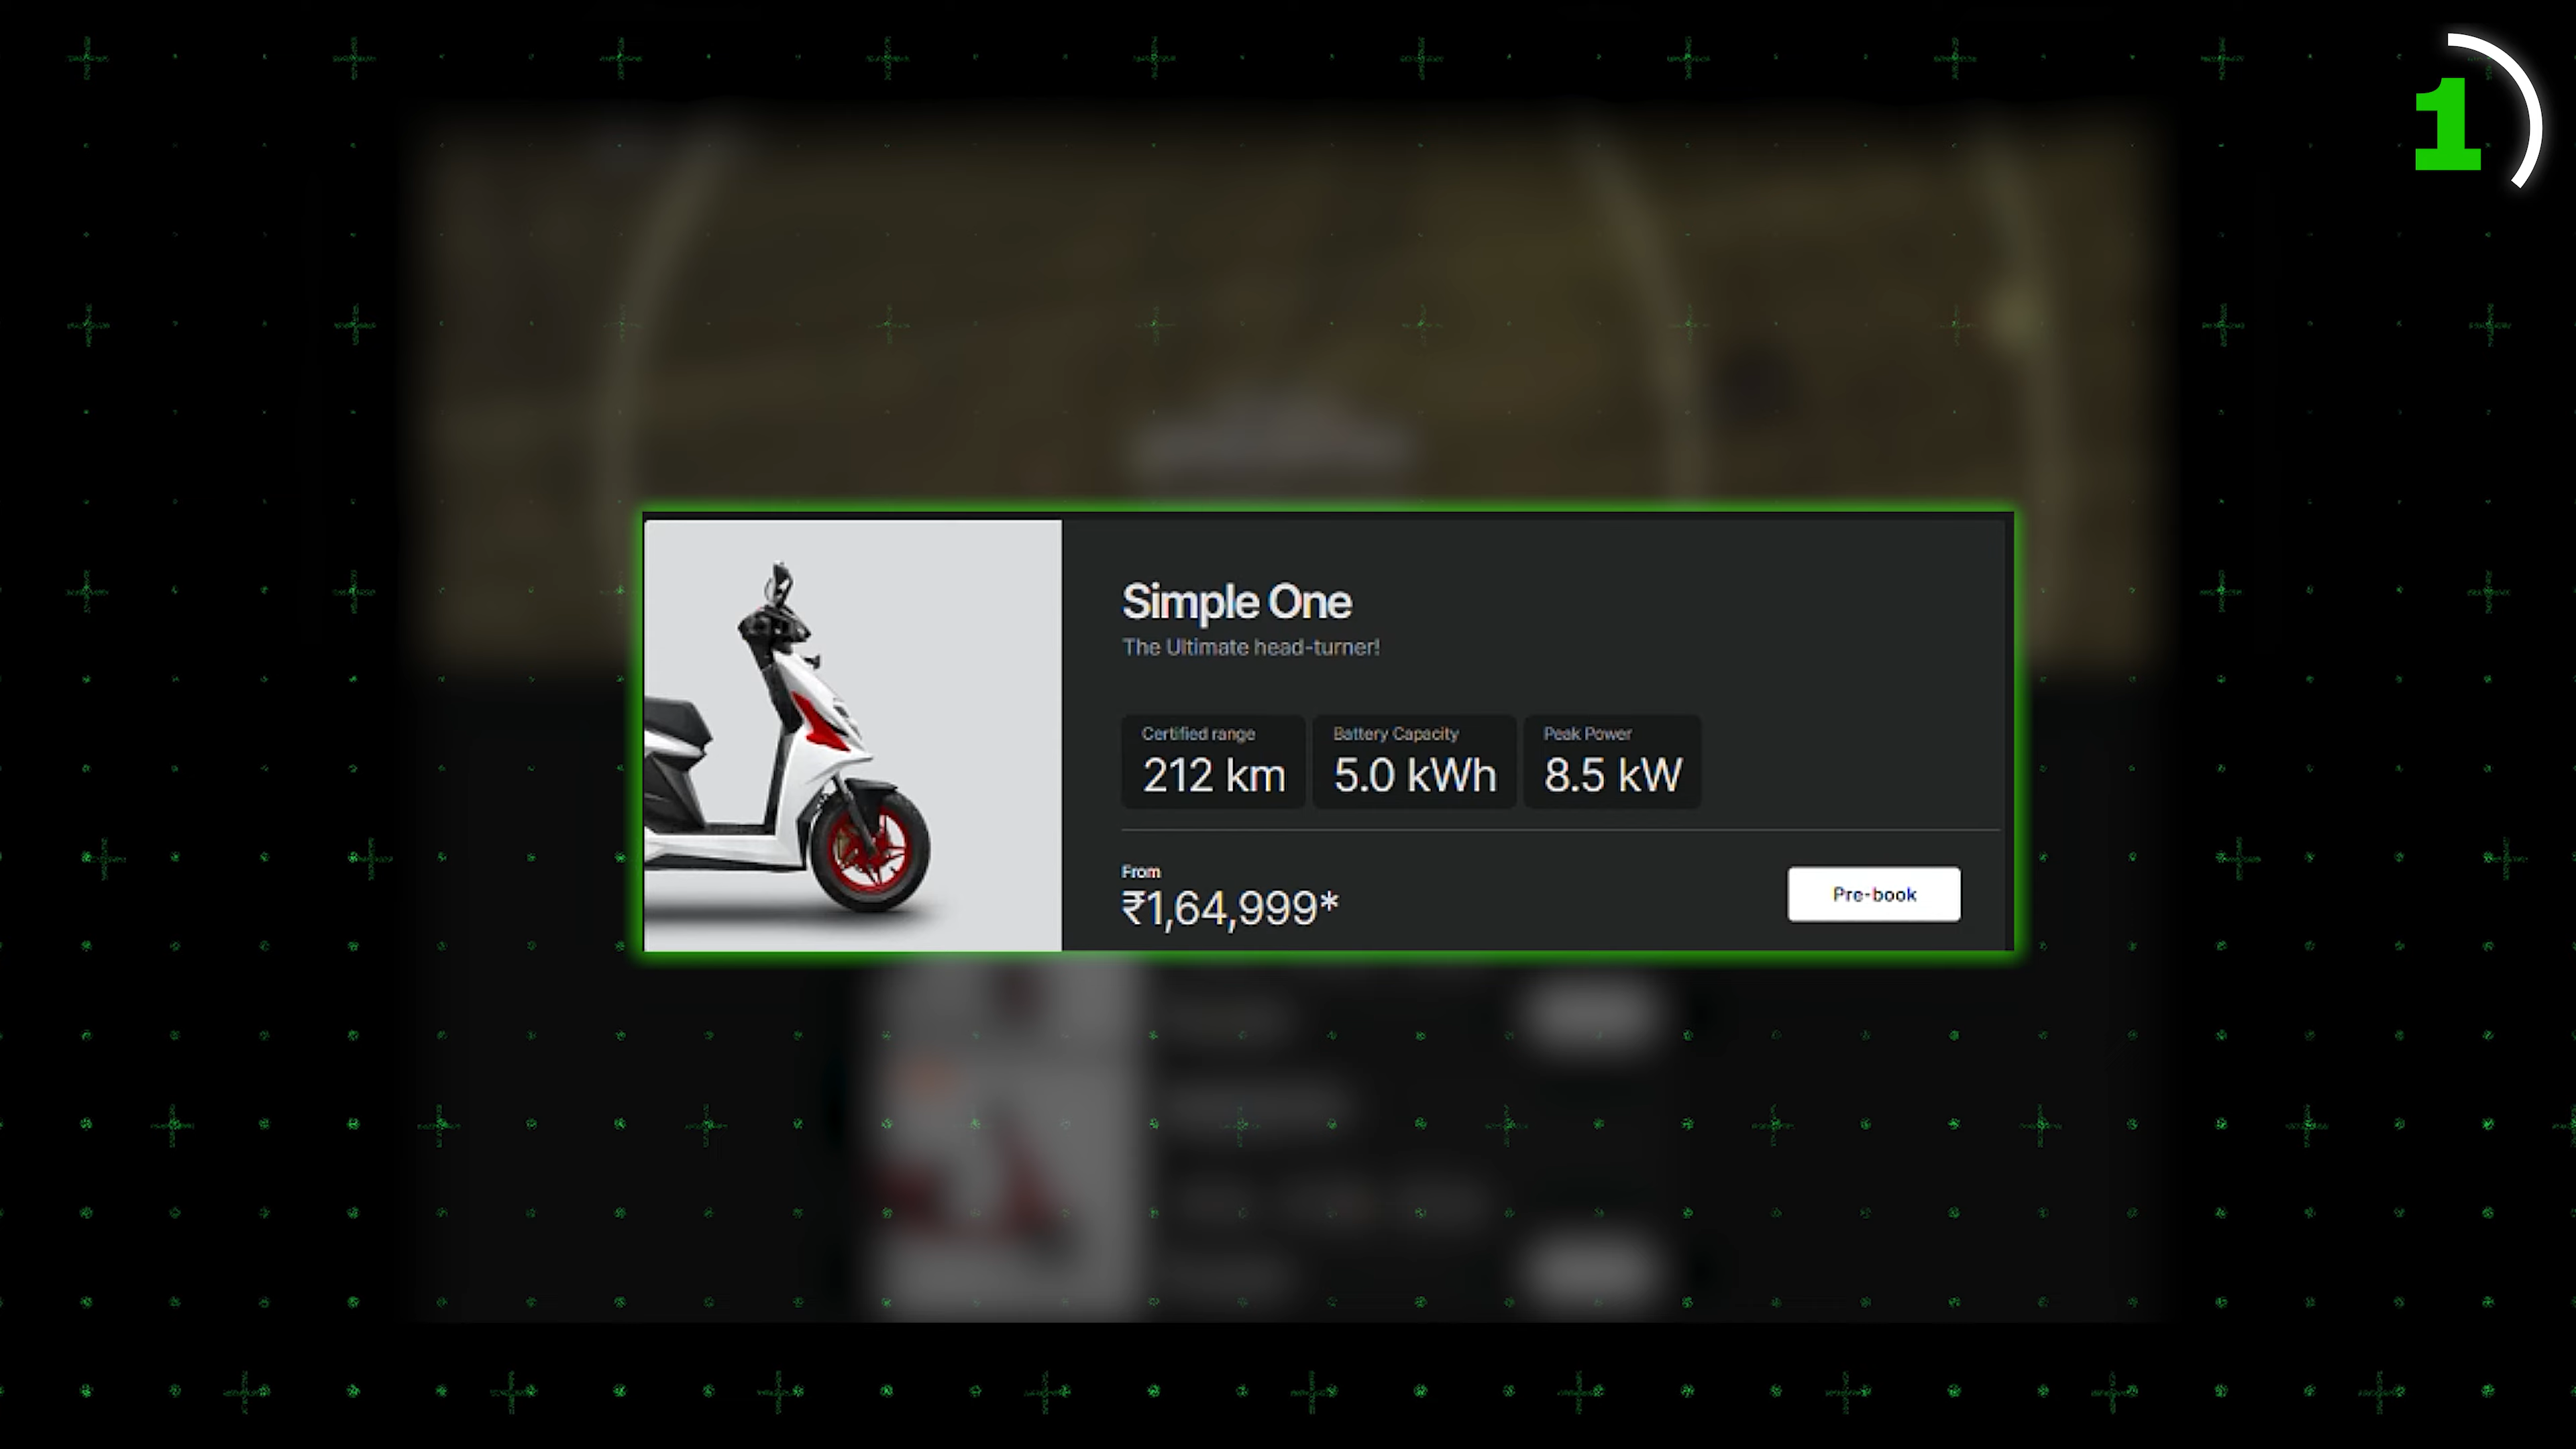 1
Simple One
The Ultimate head-turner!
Certified range
212 km
Battery Capacity
5.0 kWh
Peak Power
8.5 kW
From
₹1,64,999*
Pre-book